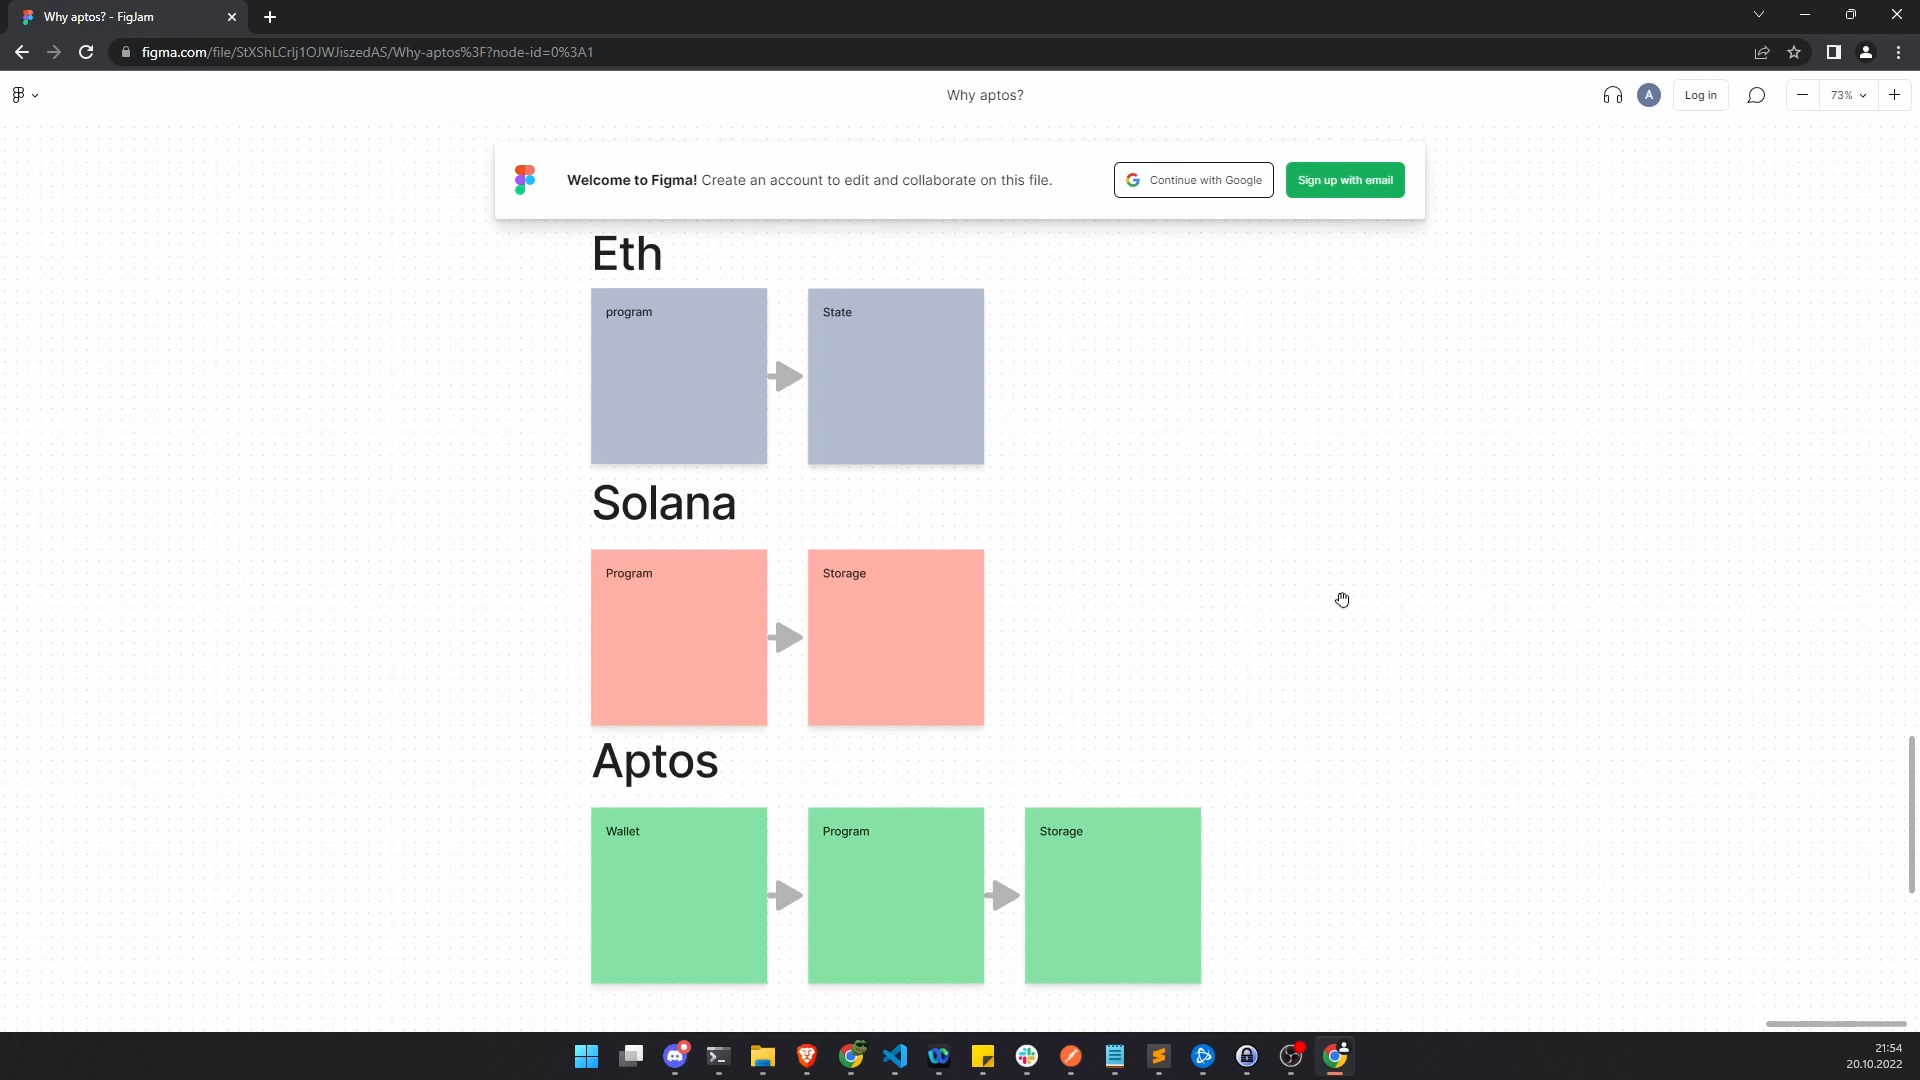 Why aptos? - FigJam
figma.com/file/StXShLCrlj1OJWJiszedAS/Why-aptos%3F?node-id=0%3A1
Why aptos?
A
Log in
73%
Welcome to Figma! Create an account to edit and collaborate on this file.
Continue with Google
Sign up with email
Eth
program
State
Solana
Program
Storage
Aptos
Wallet
Program
Storage
21:54
20.10.2022